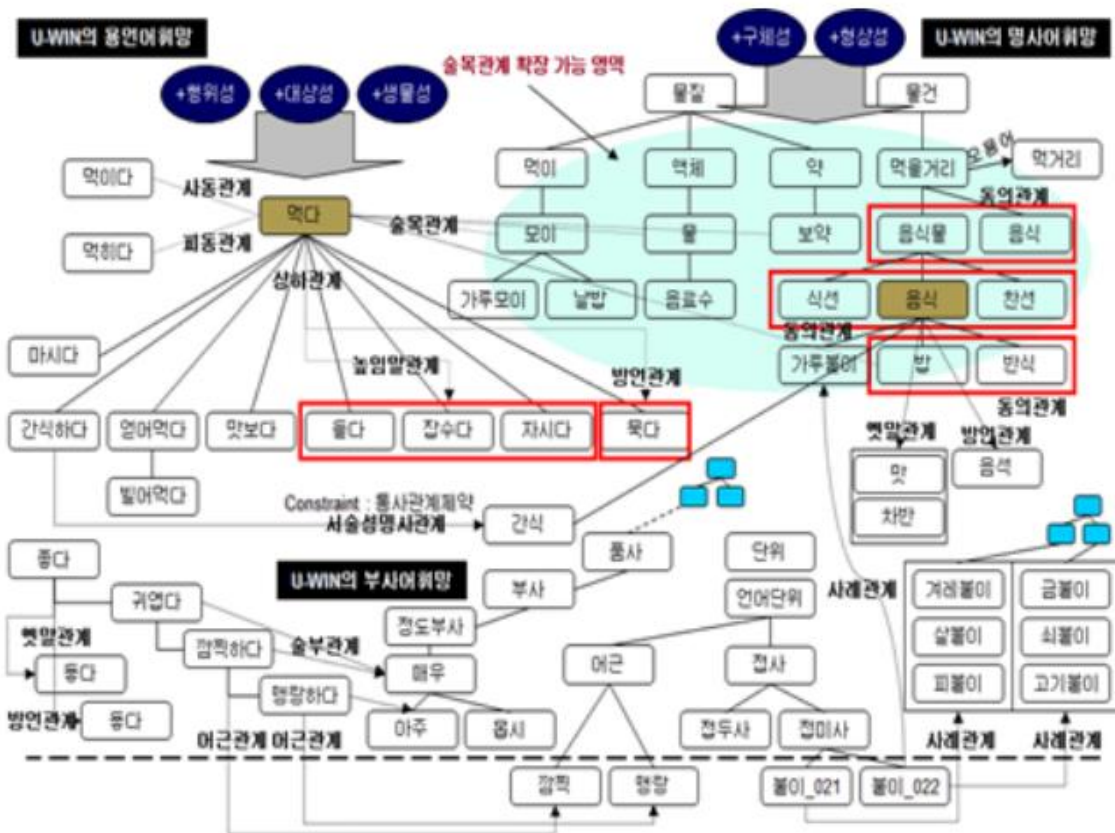 U-WIN의 용언어휘망
U-WIN의 명사어휘망
+행위성 +대상성 +생물성
+구체성 +형상성
술목관계 확장 가능 영역
물질 물건
먹이 액체 약 먹을거리 오용어 먹거리
먹이다 사동관계
동의관계
먹다 술목관계
모이 물 보약 음식물 음식
먹히다 피동관계
상하관계
가루모이 낱밥 음료수 식선 음식 찬선
동의관계
마시다
높임말관계 방언관계
가루붙이 밥 반식
동의관계
간식하다 얻어먹다 맛보다 들다 잡수다 자시다 묵다
옛말관계 방언관계
맛 음석
차반
빌어먹다
Constraint : 통사관계제약
서술성명사관계 간식
품사 단위
좋다
U-WIN의 부사어휘망
부사 언어단위 사례관계
겨레붙이 금붙이
귀엽다
정도부사
살붙이 쇠붙이
옛말관계
깜찍하다 술부관계 매우 어근 접사
둏다
피붙이 고기붙이
맹랑하다
방언관계 둏다
아주 몹시 접두사 접미사
어근관계 어근관계
사례관계 사례관계
깜찍 맹랑 붙이_021 붙이_022